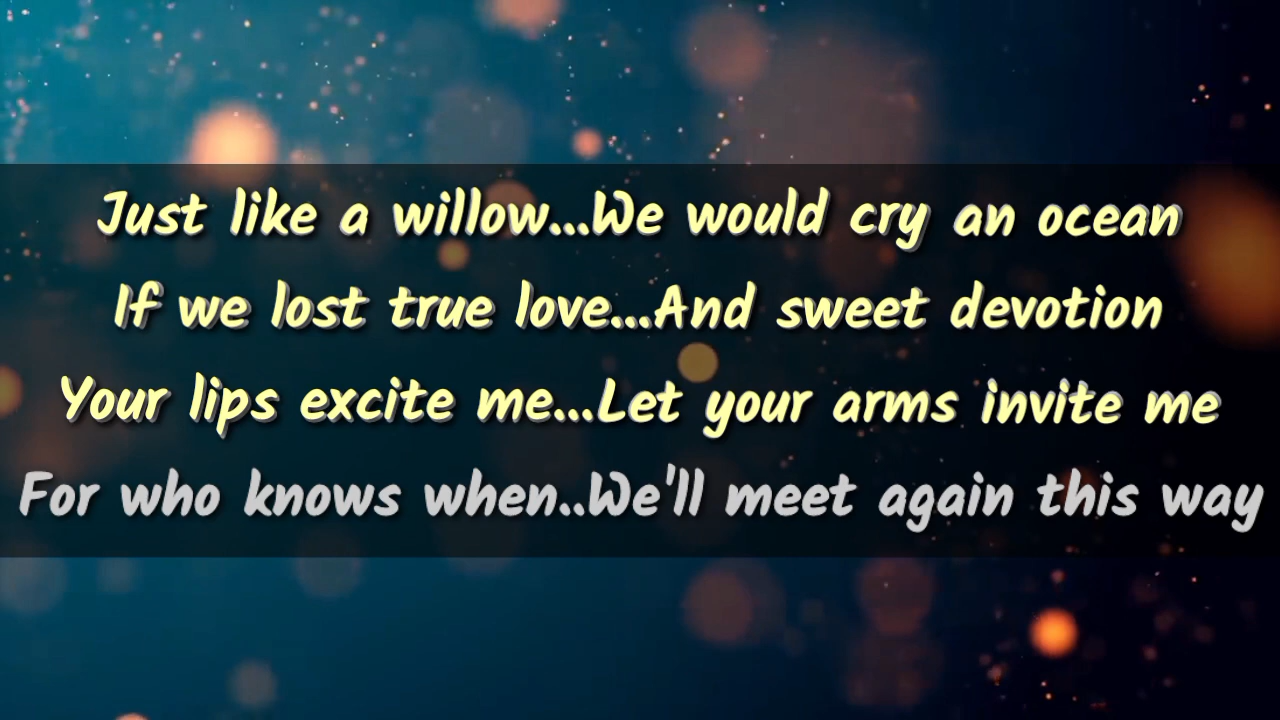 Just like a willow...We would cry an ocean
If we lost true love...And sweet devotion
Your lips excite me...Let your arms invite me
For who knows when..We'll meet again this way